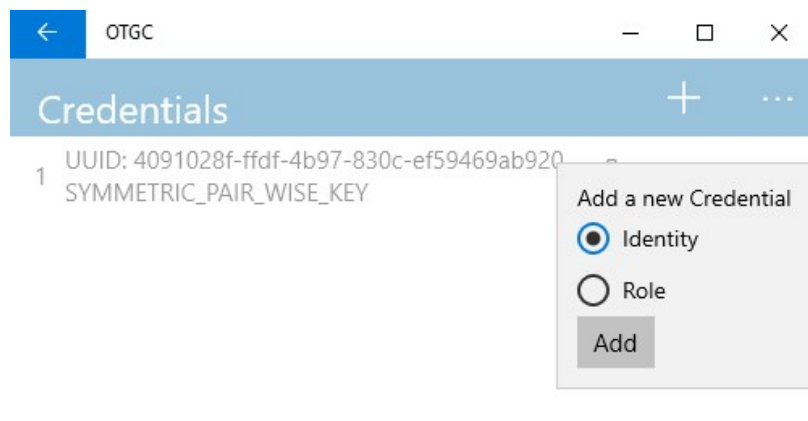 OTGC
Credentials
1
UUID: 4091028f-ffdf-4b97-830c-ef59469ab920
SYMMETRIC_PAIR_WISE_KEY
Add a new Credential
Identity
Role
Add